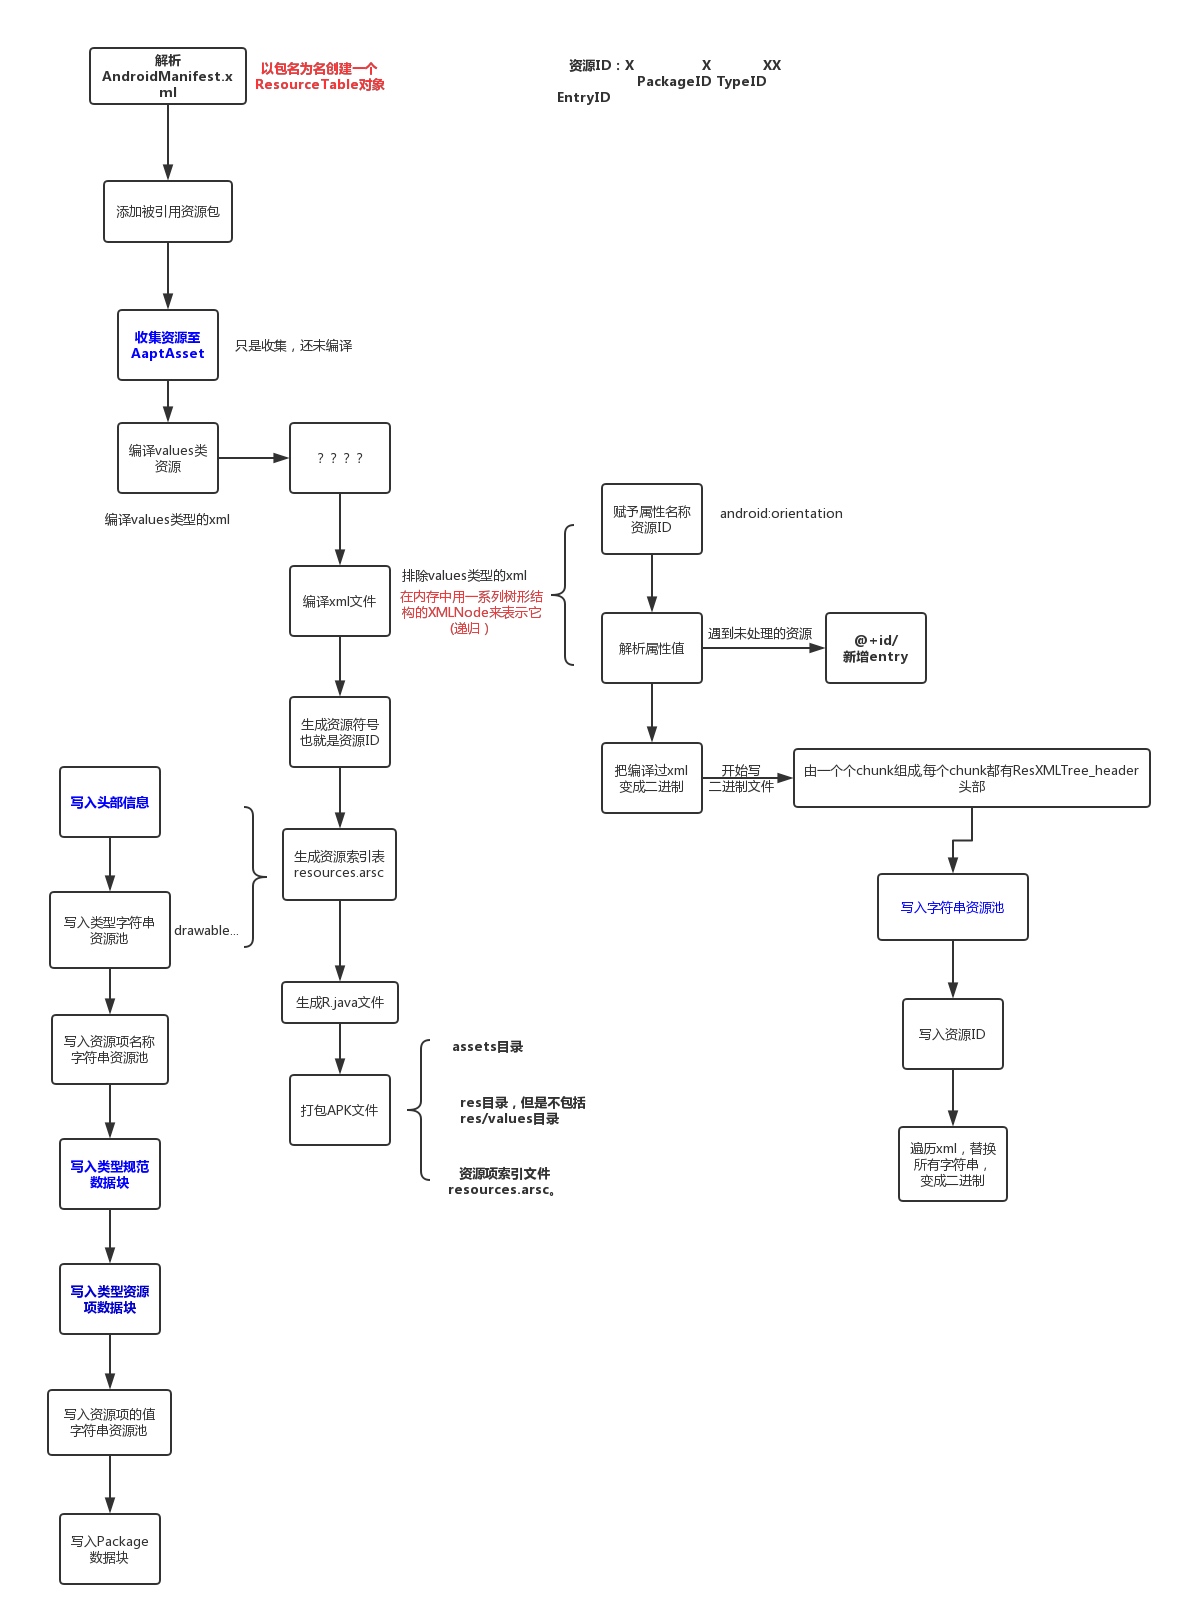 解析
AndroidManifest.x
ml
以包名为名创建一个
ResourceTable对象
资源ID：X X XX
PackageID TypeID
EntryID
添加被引用资源包
收集资源至
AaptAsset
只是收集，还未编译
编译values类
资源
？？？？
编译values类型的xml
编译xml文件
排除values类型的xml
在内存中用一系列树形结
构的XMLNode来表示它
(递归）
赋予属性名称
资源ID
android:orientation
解析属性值
遇到未处理的资源
@+id/
新增entry
把编译过xml
变成二进制
开始写
二进制文件
由一个个chunk组成,每个chunk都有ResXMLTree_header
头部
写入字符串资源池
写入资源ID
遍历xml，替换
所有字符串，
变成二进制
生成资源符号
也就是资源ID
生成资源索引表
resources.arsc
写入头部信息
写入类型字符串
资源池
drawable...
写入资源项名称
字符串资源池
写入类型规范
数据块
写入类型资源
项数据块
写入资源项的值
字符串资源池
写入Package
数据块
生成R.java文件
打包APK文件
assets目录
res目录，但是不包括
res/values目录
资源项索引文件
resources.arsc。